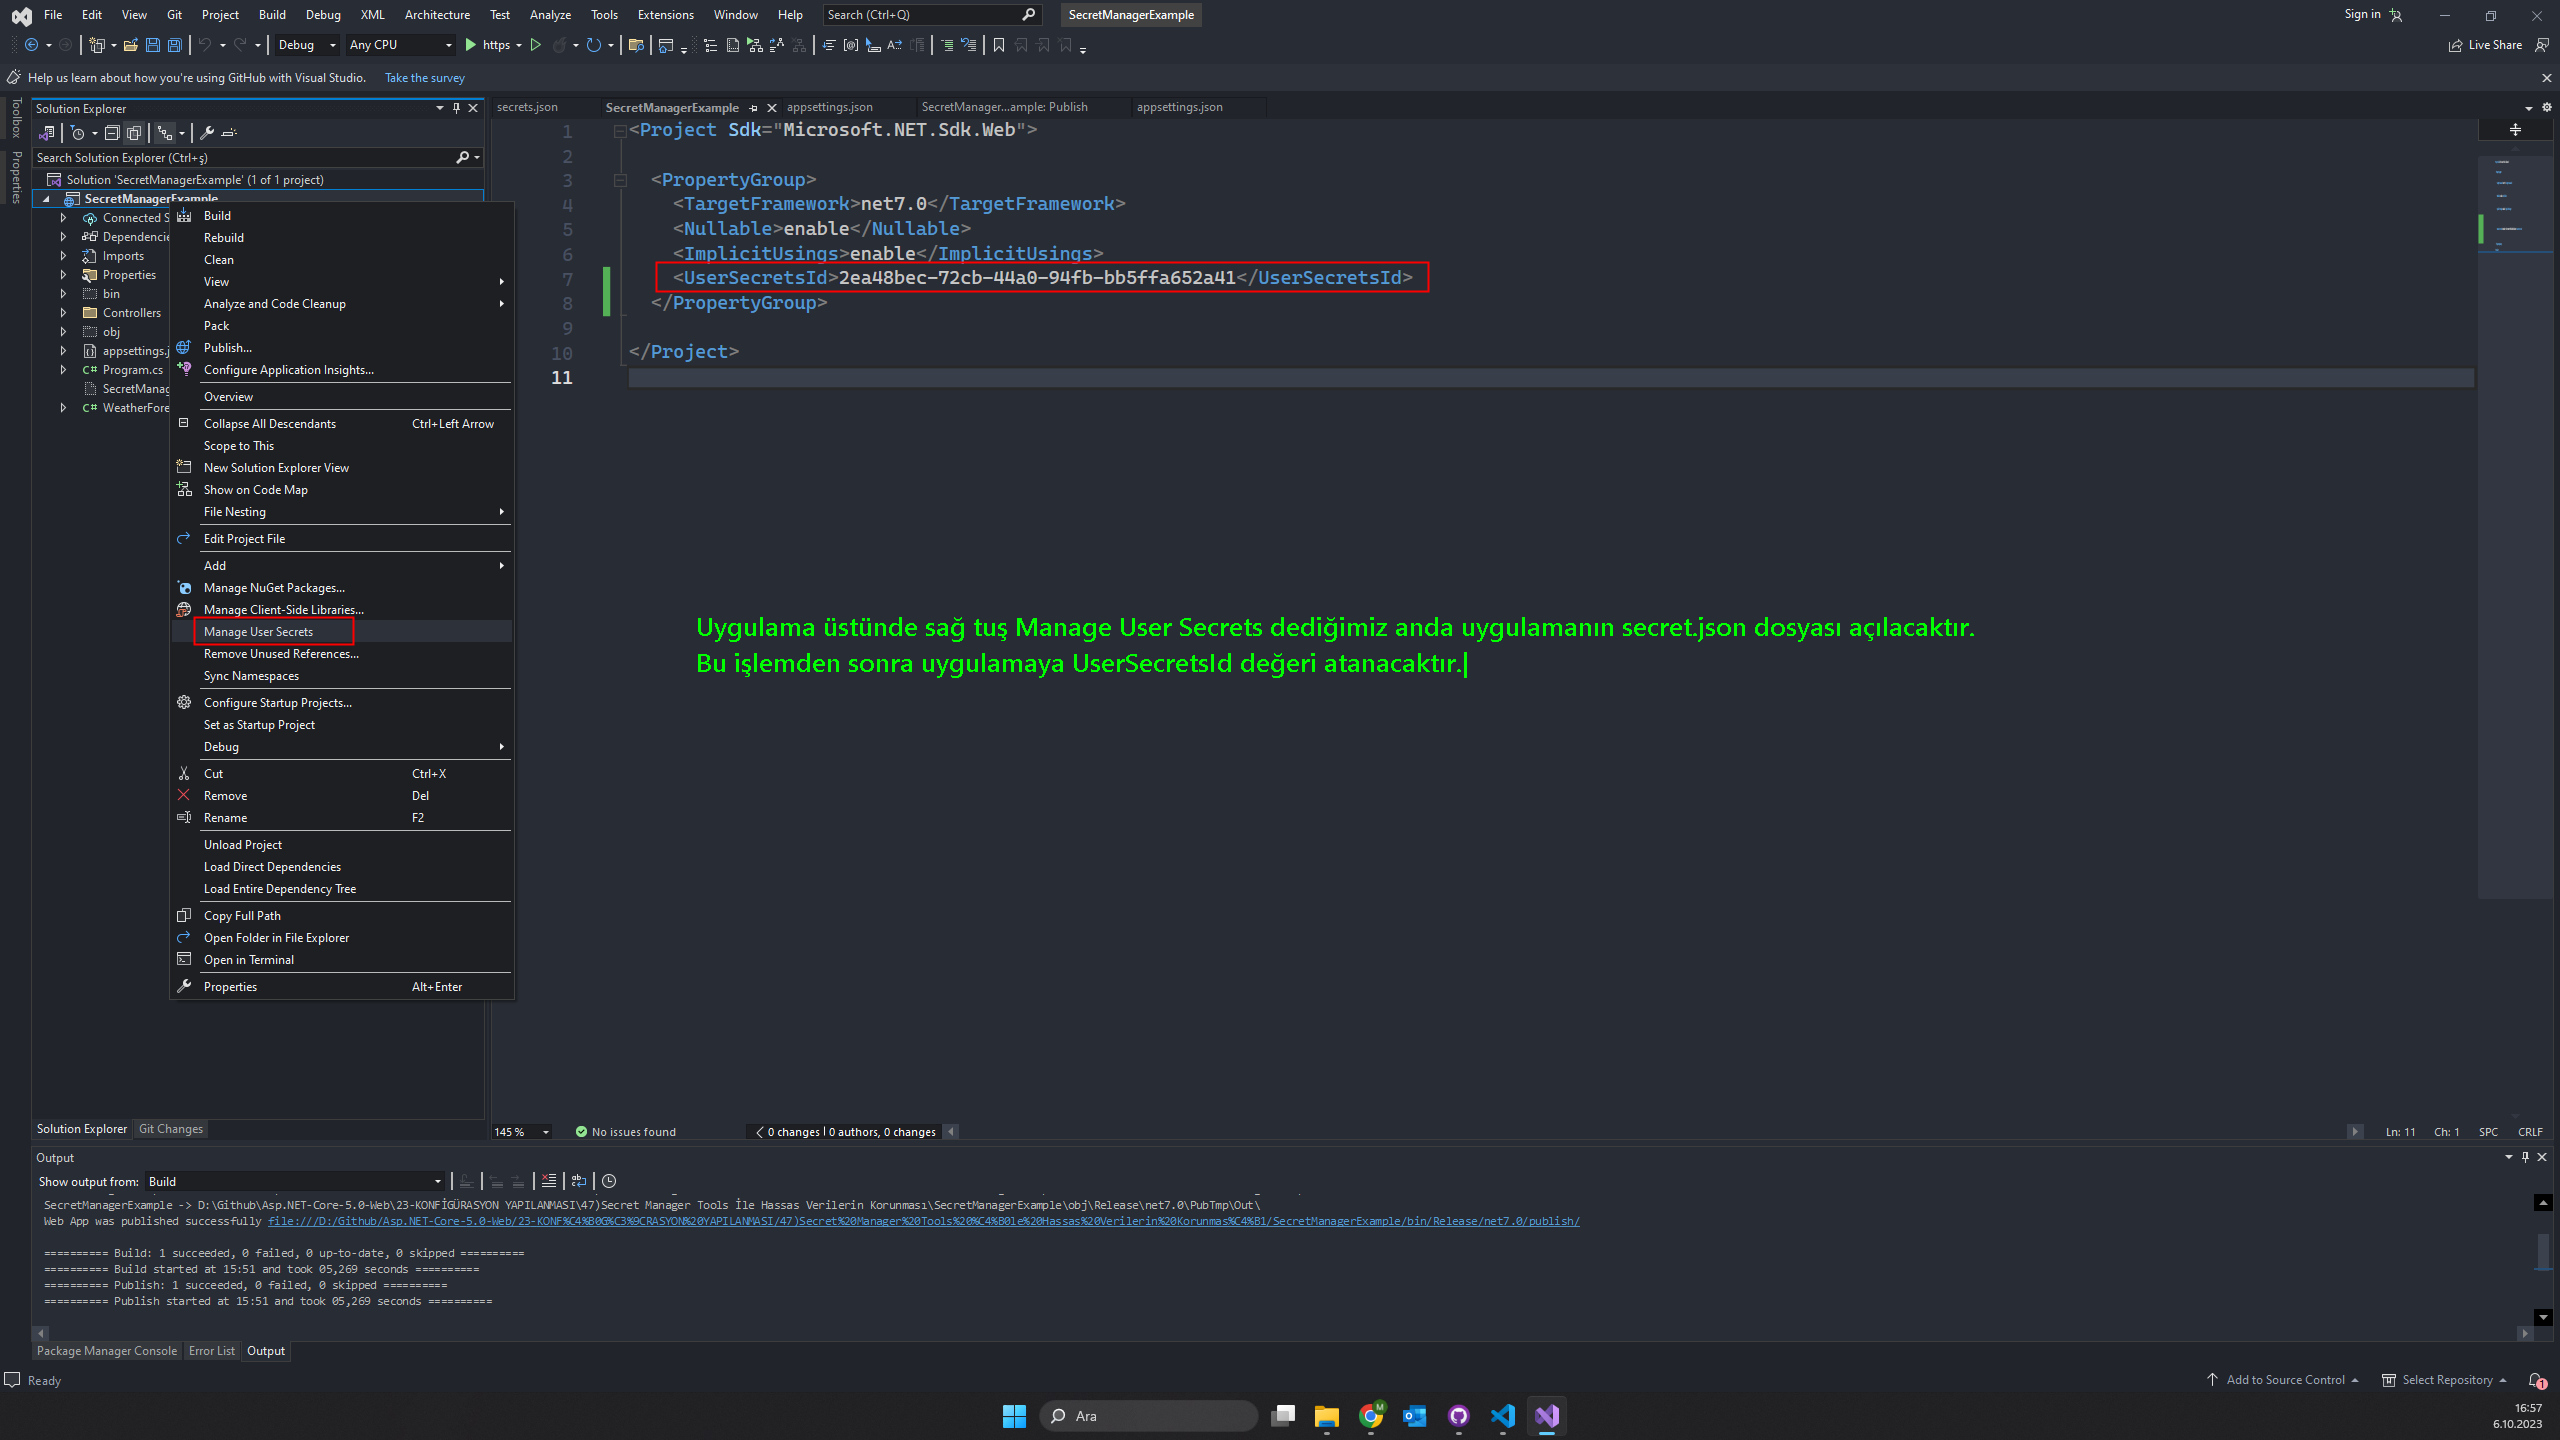 File Edit View Git Project Build Debug XML Architecture Test Analyze Tools Extensions Window Help Search (Ctrl+Q) SecretManagerExample Sign in
Debug Any CPU https Live Share
Help us learn about how you're using GitHub with Visual Studio. Take the survey
Toolbox
Properties
Solution Explorer
Search Solution Explorer (Ctrl+ş)
Solution 'SecretManagerExample' (1 of 1 project)
SecretManagerExample
Connected S
Dependencie
Imports
Properties
bin
Controllers
obj
appsettings.j
Program.cs
SecretManag
WeatherFore
Build
Rebuild
Clean
View
Analyze and Code Cleanup
Pack
Publish...
Configure Application Insights...
Overview
Collapse All Descendants Ctrl+Left Arrow
Scope to This
New Solution Explorer View
Show on Code Map
File Nesting
Edit Project File
Add
Manage NuGet Packages...
Manage Client-Side Libraries...
Manage User Secrets
Remove Unused References...
Sync Namespaces
Configure Startup Projects...
Set as Startup Project
Debug
Cut Ctrl+X
Remove Del
Rename F2
Unload Project
Load Direct Dependencies
Load Entire Dependency Tree
Copy Full Path
Open Folder in File Explorer
Open in Terminal
Properties Alt+Enter
Solution Explorer Git Changes
secrets.json SecretManagerExample appsettings.json SecretManager...ample: Publish appsettings.json
1 <Project Sdk="Microsoft.NET.Sdk.Web">
2
3 <PropertyGroup>
4 <TargetFramework>net7.0</TargetFramework>
5 <Nullable>enable</Nullable>
6 <ImplicitUsings>enable</ImplicitUsings>
7 <UserSecretsId>2ea48bec-72cb-44a0-94fb-bb5ffa652a41</UserSecretsId>
8 </PropertyGroup>
9
10 </Project>
11
Uygulama üstünde sağ tuş Manage User Secrets dediğimiz anda uygulamanın secret.json dosyası açılacaktır.
Bu işlemden sonra uygulamaya UserSecretsId değeri atanacaktır.
145 % No issues found 0 changes | 0 authors, 0 changes Ln: 11 Ch: 1 SPC CRLF
Output
Show output from: Build
SecretManagerExample -> D:\Github\Asp.NET-Core-5.0-Web\23-KONFİGÜRASYON YAPILANMASI\47)Secret Manager Tools İle Hassas Verilerin Korunması\SecretManagerExample\obj\Release\net7.0\PubTmp\Out\
Web App was published successfully file:///D:/Github/Asp.NET-Core-5.0-Web/23-KONF%C4%B0G%C3%9CRASYON%20YAPILANMASI/47)Secret%20Manager%20Tools%20%C4%B0le%20Hassas%20Verilerin%20Korunmas%C4%B1/SecretManagerExample/bin/Release/net7.0/publish/
========== Build: 1 succeeded, 0 failed, 0 up-to-date, 0 skipped ==========
========== Build started at 15:51 and took 05,269 seconds ==========
========== Publish: 1 succeeded, 0 failed, 0 skipped ==========
========== Publish started at 15:51 and took 05,269 seconds ==========
Package Manager Console Error List Output
Ready Add to Source Control Select Repository 1
Ara M
16:57
6.10.2023